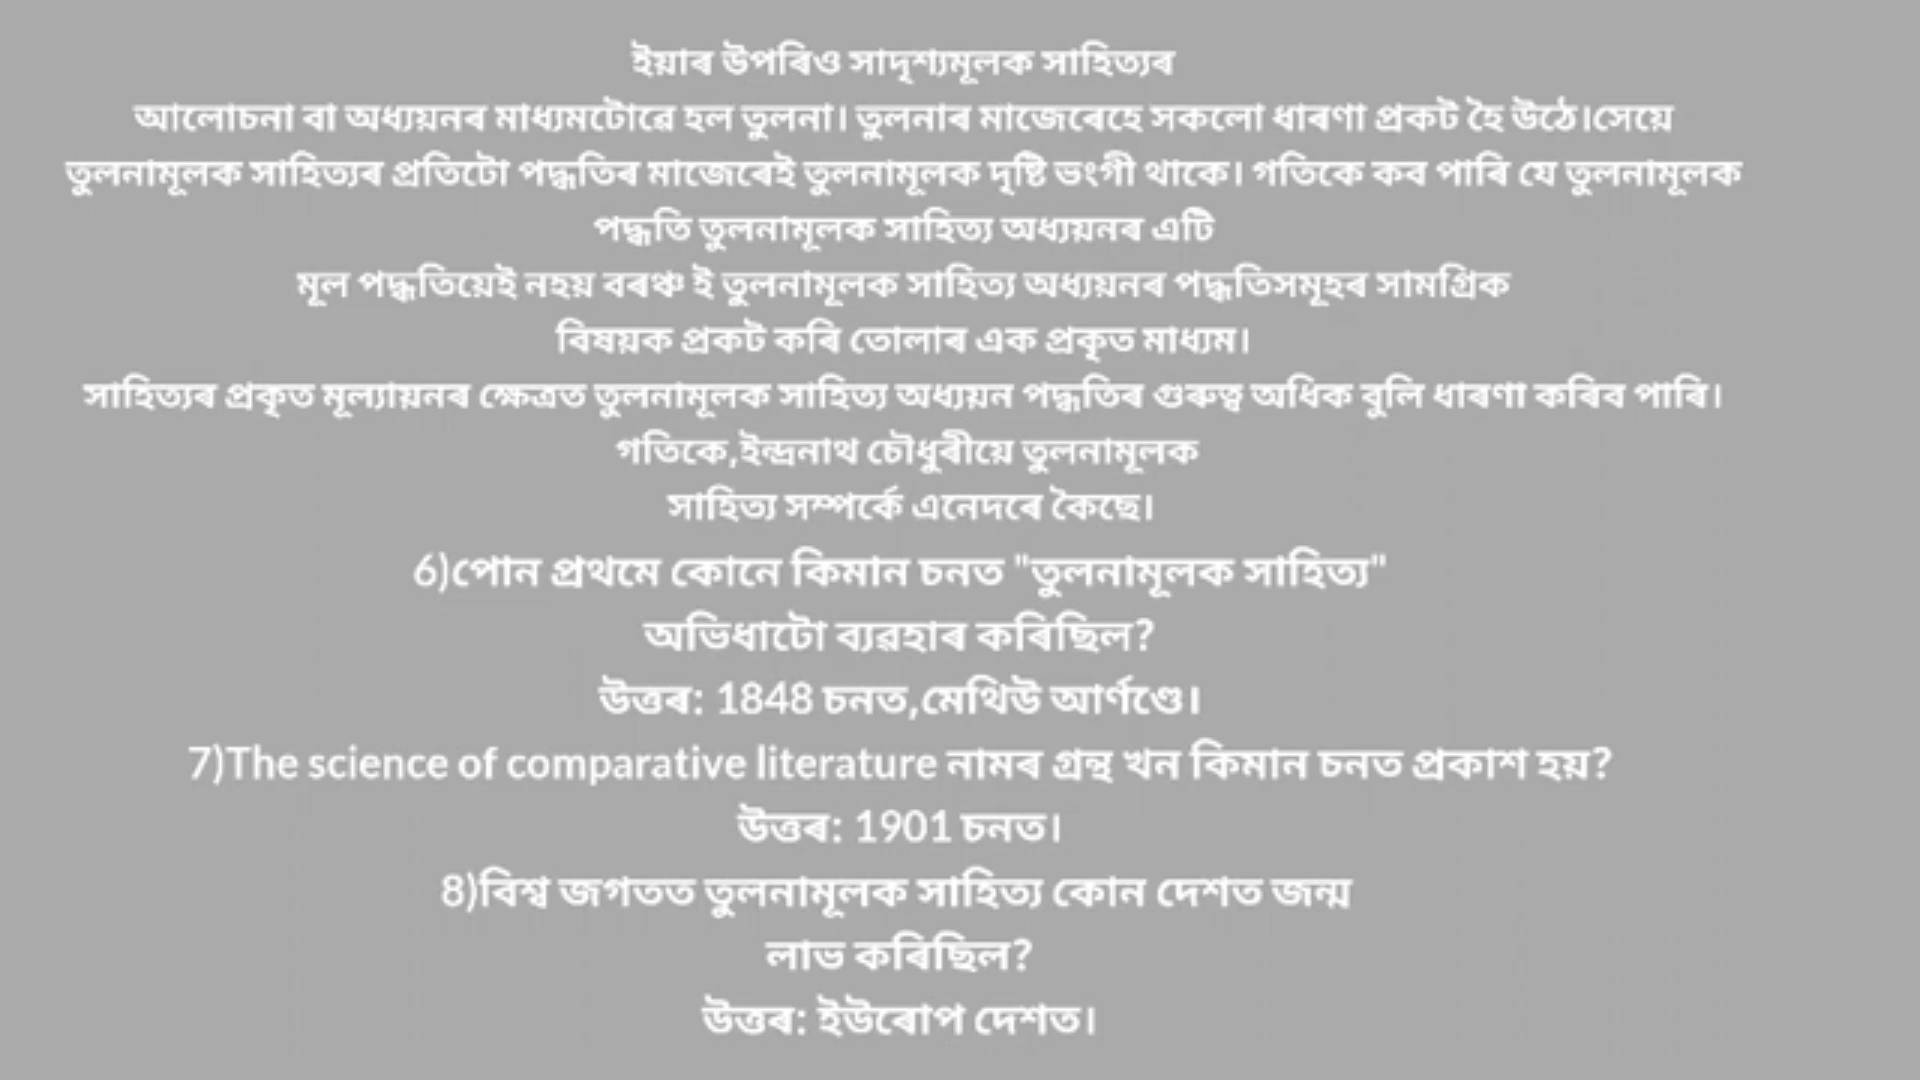 ইয়াৰ উপৰিও সাদৃশ্যমূলক সাহিত্যৰ
আলোচনা বা অধ্যয়নৰ মাধ্যমটোৱে হল তুলনা। তুলনাৰ মাজেৰেহে সকলো ধাৰণা প্ৰকট হৈ উঠে।সেয়ে
তুলনামূলক সাহিত্যৰ প্ৰতিটো পদ্ধতিৰ মাজেৰেই তুলনামূলক দৃষ্টি ভংগী থাকে। গতিকে কব পাৰি যে তুলনামূলক
পদ্ধতি তুলনামূলক সাহিত্য অধ্যয়নৰ এটি
মূল পদ্ধতিয়েই নহয় বৰঞ্চ ই তুলনামূলক সাহিত্য অধ্যয়নৰ পদ্ধতিসমূহৰ সামগ্ৰিক
বিষয়ক প্ৰকট কৰি তোলাৰ এক প্ৰকৃত মাধ্যম।
সাহিত্যৰ প্ৰকৃত মূল্যায়নৰ ক্ষেত্ৰত তুলনামূলক সাহিত্য অধ্যয়ন পদ্ধতিৰ গুৰুত্ব অধিক বুলি ধাৰণা কৰিব পাৰি।
গতিকে,ইন্দ্ৰনাথ চৌধুৰীয়ে তুলনামূলক
সাহিত্য সম্পৰ্কে এনেদৰে কৈছে।
6)পোন প্ৰথমে কোনে কিমান চনত "তুলনামূলক সাহিত্য"
অভিধাটো ব্যৱহাৰ কৰিছিল?
উত্তৰ: 1848 চনত,মেথিউ আৰ্ণণ্ডে।
7)The science of comparative literature নামৰ গ্ৰন্থ খন কিমান চনত প্ৰকাশ হয়?
উত্তৰ: 1901 চনত।
8)বিশ্ব জগতত তুলনামূলক সাহিত্য কোন দেশত জন্ম
লাভ কৰিছিল?
উত্তৰ: ইউৰোপ দেশত।